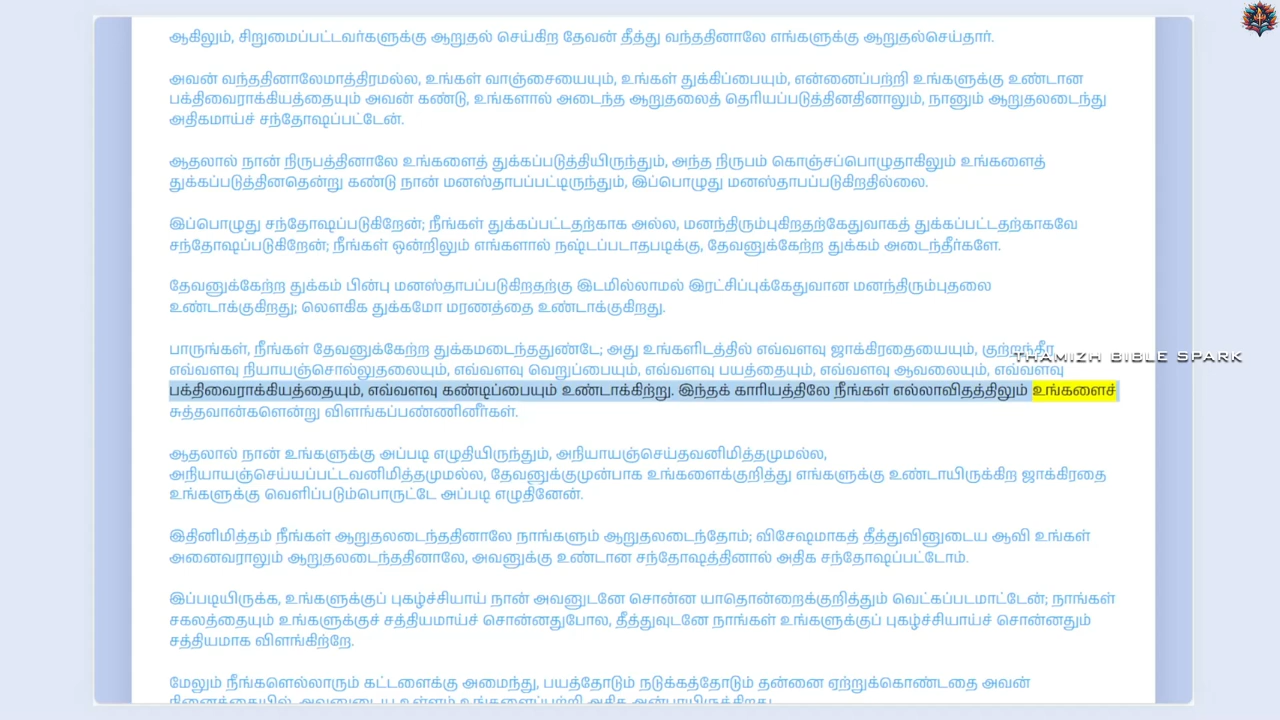 ஆகிலும், சிறுமைப்பட்டவர்களுக்கு ஆறுதல் செய்கிற தேவன் தீத்து வந்ததினாலே எங்களுக்கு ஆறுதல்செய்தார்.
அவன் வந்ததினாலேமாத்திரமல்ல, உங்கள் வாஞ்சையையும், உங்கள் துக்கிப்பையும், என்னைப்பற்றி உங்களுக்கு உண்டான
பக்திவைராக்கியத்தையும் அவன் கண்டு, உங்களால் அடைந்த ஆறுதலைத் தெரியப்படுத்தினதினாலும், நானும் ஆறுதலடைந்து
அதிகமாய்ச் சந்தோஷப்பட்டேன்.
ஆதலால் நான் நிருபத்தினாலே உங்களைத் துக்கப்படுத்தியிருந்தும், அந்த நிருபம் கொஞ்சப்பொழுதாகிலும் உங்களைத்
துக்கப்படுத்தினதென்று கண்டு நான் மனஸ்தாபப்பட்டிருந்தும், இப்பொழுது மனஸ்தாபப்படுகிறதில்லை.
இப்பொழுது சந்தோஷப்படுகிறேன்; நீங்கள் துக்கப்பட்டதற்காக அல்ல, மனந்திரும்புகிறதற்கேதுவாகத் துக்கப்பட்டதற்காகவே
சந்தோஷப்படுகிறேன்; நீங்கள் ஒன்றிலும் எங்களால் நஷ்டப்படாதபடிக்கு, தேவனுக்கேற்ற துக்கம் அடைந்தீர்களே.
தேவனுக்கேற்ற துக்கம் பின்பு மனஸ்தாபப்படுகிறதற்கு இடமில்லாமல் இரட்சிப்புக்கேதுவான மனந்திரும்புதலை
உண்டாக்குகிறது; லௌகிக துக்கமோ மரணத்தை உண்டாக்குகிறது.
பாருங்கள், நீங்கள் தேவனுக்கேற்ற துக்கமடைந்ததுண்டே; அது உங்களிடத்தில் எவ்வளவு ஜாக்கிரதையையும், குற்றந்தீர
THAMIZH BIBLE SPARK
எவ்வளவு நியாயஞ்சொல்லுதலையும், எவ்வளவு வெறுப்பையும், எவ்வளவு பயத்தையும், எவ்வளவு ஆவலையும், எவ்வளவு
பக்திவைராக்கியத்தையும், எவ்வளவு கண்டிப்பையும் உண்டாக்கிற்று. இந்தக் காரியத்திலே நீங்கள் எல்லாவிதத்திலும் உங்களைச்
சுத்தவான்களென்று விளங்கப்பண்ணினீர்கள்.
ஆதலால் நான் உங்களுக்கு அப்படி எழுதியிருந்தும், அநியாயஞ்செய்தவனிமித்தமுமல்ல,
அநியாயஞ்செய்யப்பட்டவனிமித்தமுமல்ல, தேவனுக்குமுன்பாக உங்களைக்குறித்து எங்களுக்கு உண்டாயிருக்கிற ஜாக்கிரதை
உங்களுக்கு வெளிப்படும்பொருட்டே அப்படி எழுதினேன்.
இதினிமித்தம் நீங்கள் ஆறுதலடைந்ததினாலே நாங்களும் ஆறுதலடைந்தோம்; விசேஷமாகத் தீத்துவினுடைய ஆவி உங்கள்
அனைவராலும் ஆறுதலடைந்ததினாலே, அவனுக்கு உண்டான சந்தோஷத்தினால் அதிக சந்தோஷப்பட்டோம்.
இப்படியிருக்க, உங்களுக்குப் புகழ்ச்சியாய் நான் அவனுடனே சொன்ன யாதொன்றைக்குறித்தும் வெட்கப்படமாட்டேன்; நாங்கள்
சகலத்தையும் உங்களுக்குச் சத்தியமாய்ச் சொன்னதுபோல, தீத்துவுடனே நாங்கள் உங்களுக்குப் புகழ்ச்சியாய்ச் சொன்னதும்
சத்தியமாக விளங்கிற்றே.
மேலும் நீங்களெல்லாரும் கட்டளைக்கு அமைந்து, பயத்தோடும் நடுக்கத்தோடும் தன்னை ஏற்றுக்கொண்டதை அவன்
நினைக்கையில், அவனுடைய உள்ளம் உங்களைப்பற்றி அதிக அன்பாயிருக்கிறது.